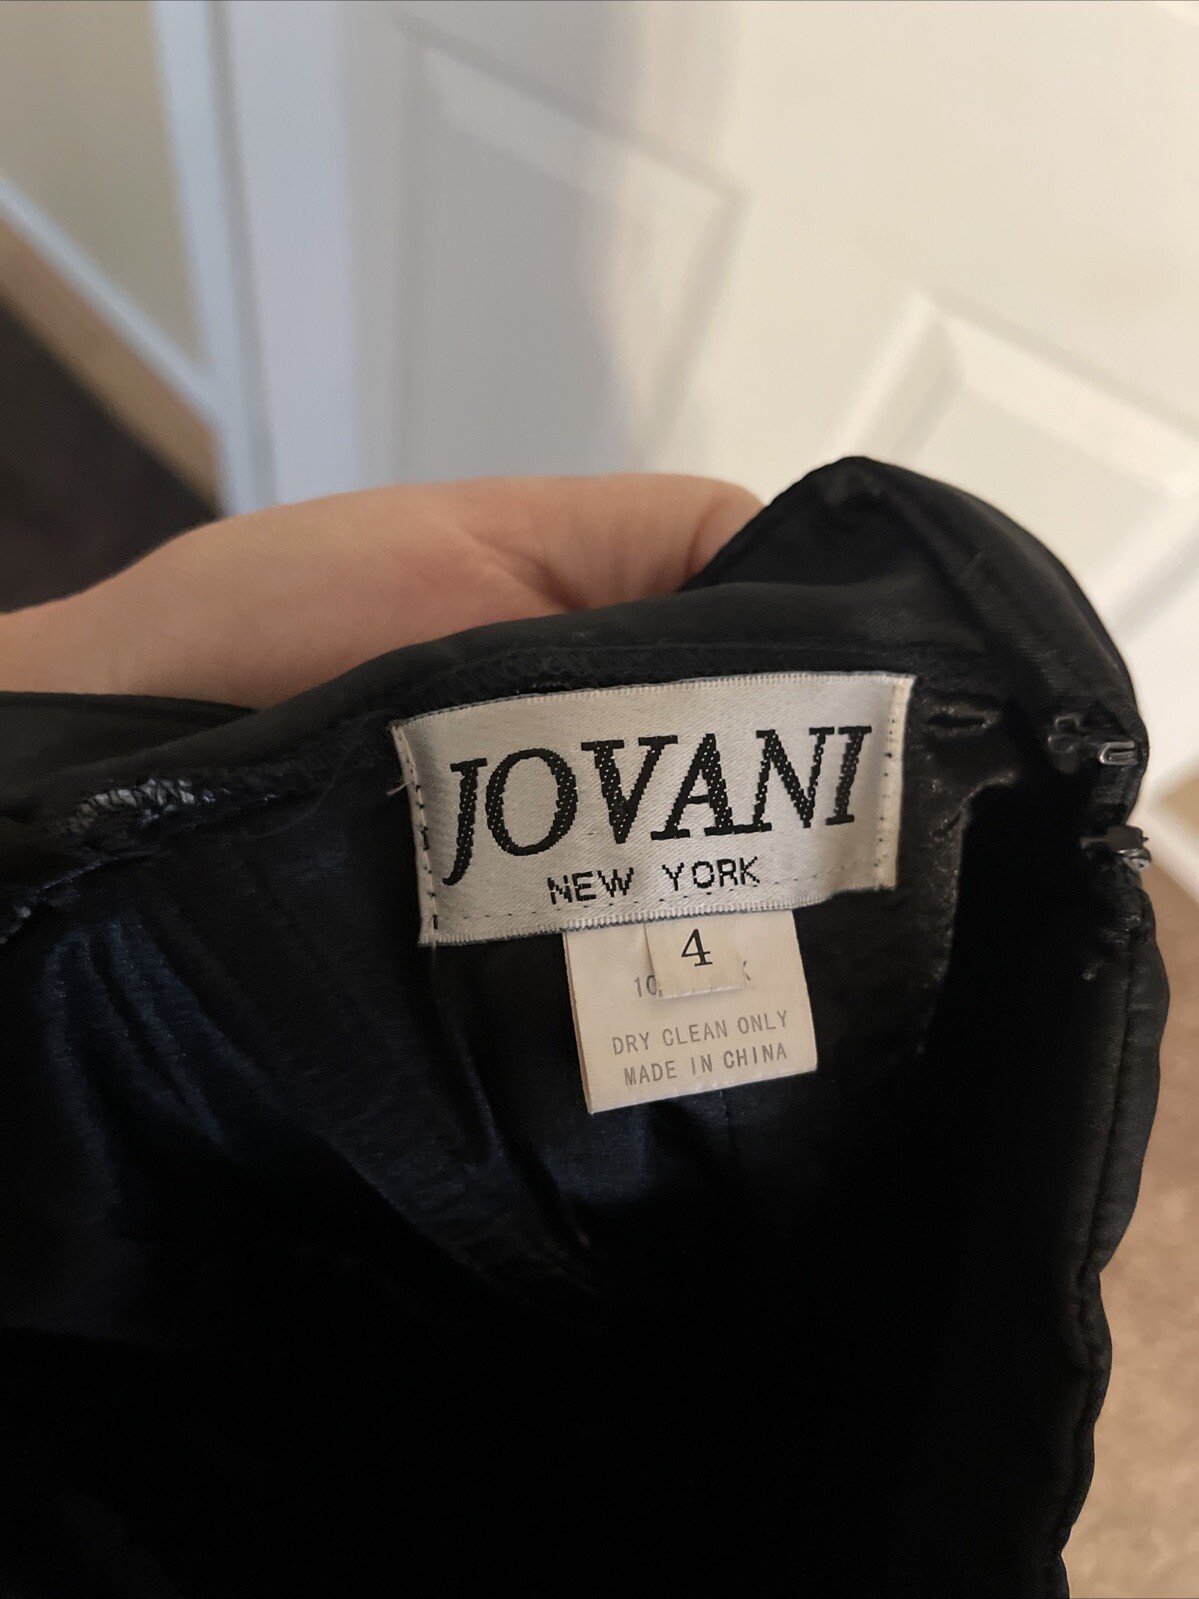 JOVANI
NEW YORK
4
DRY CLEAN ONLY
MADE IN CHINA